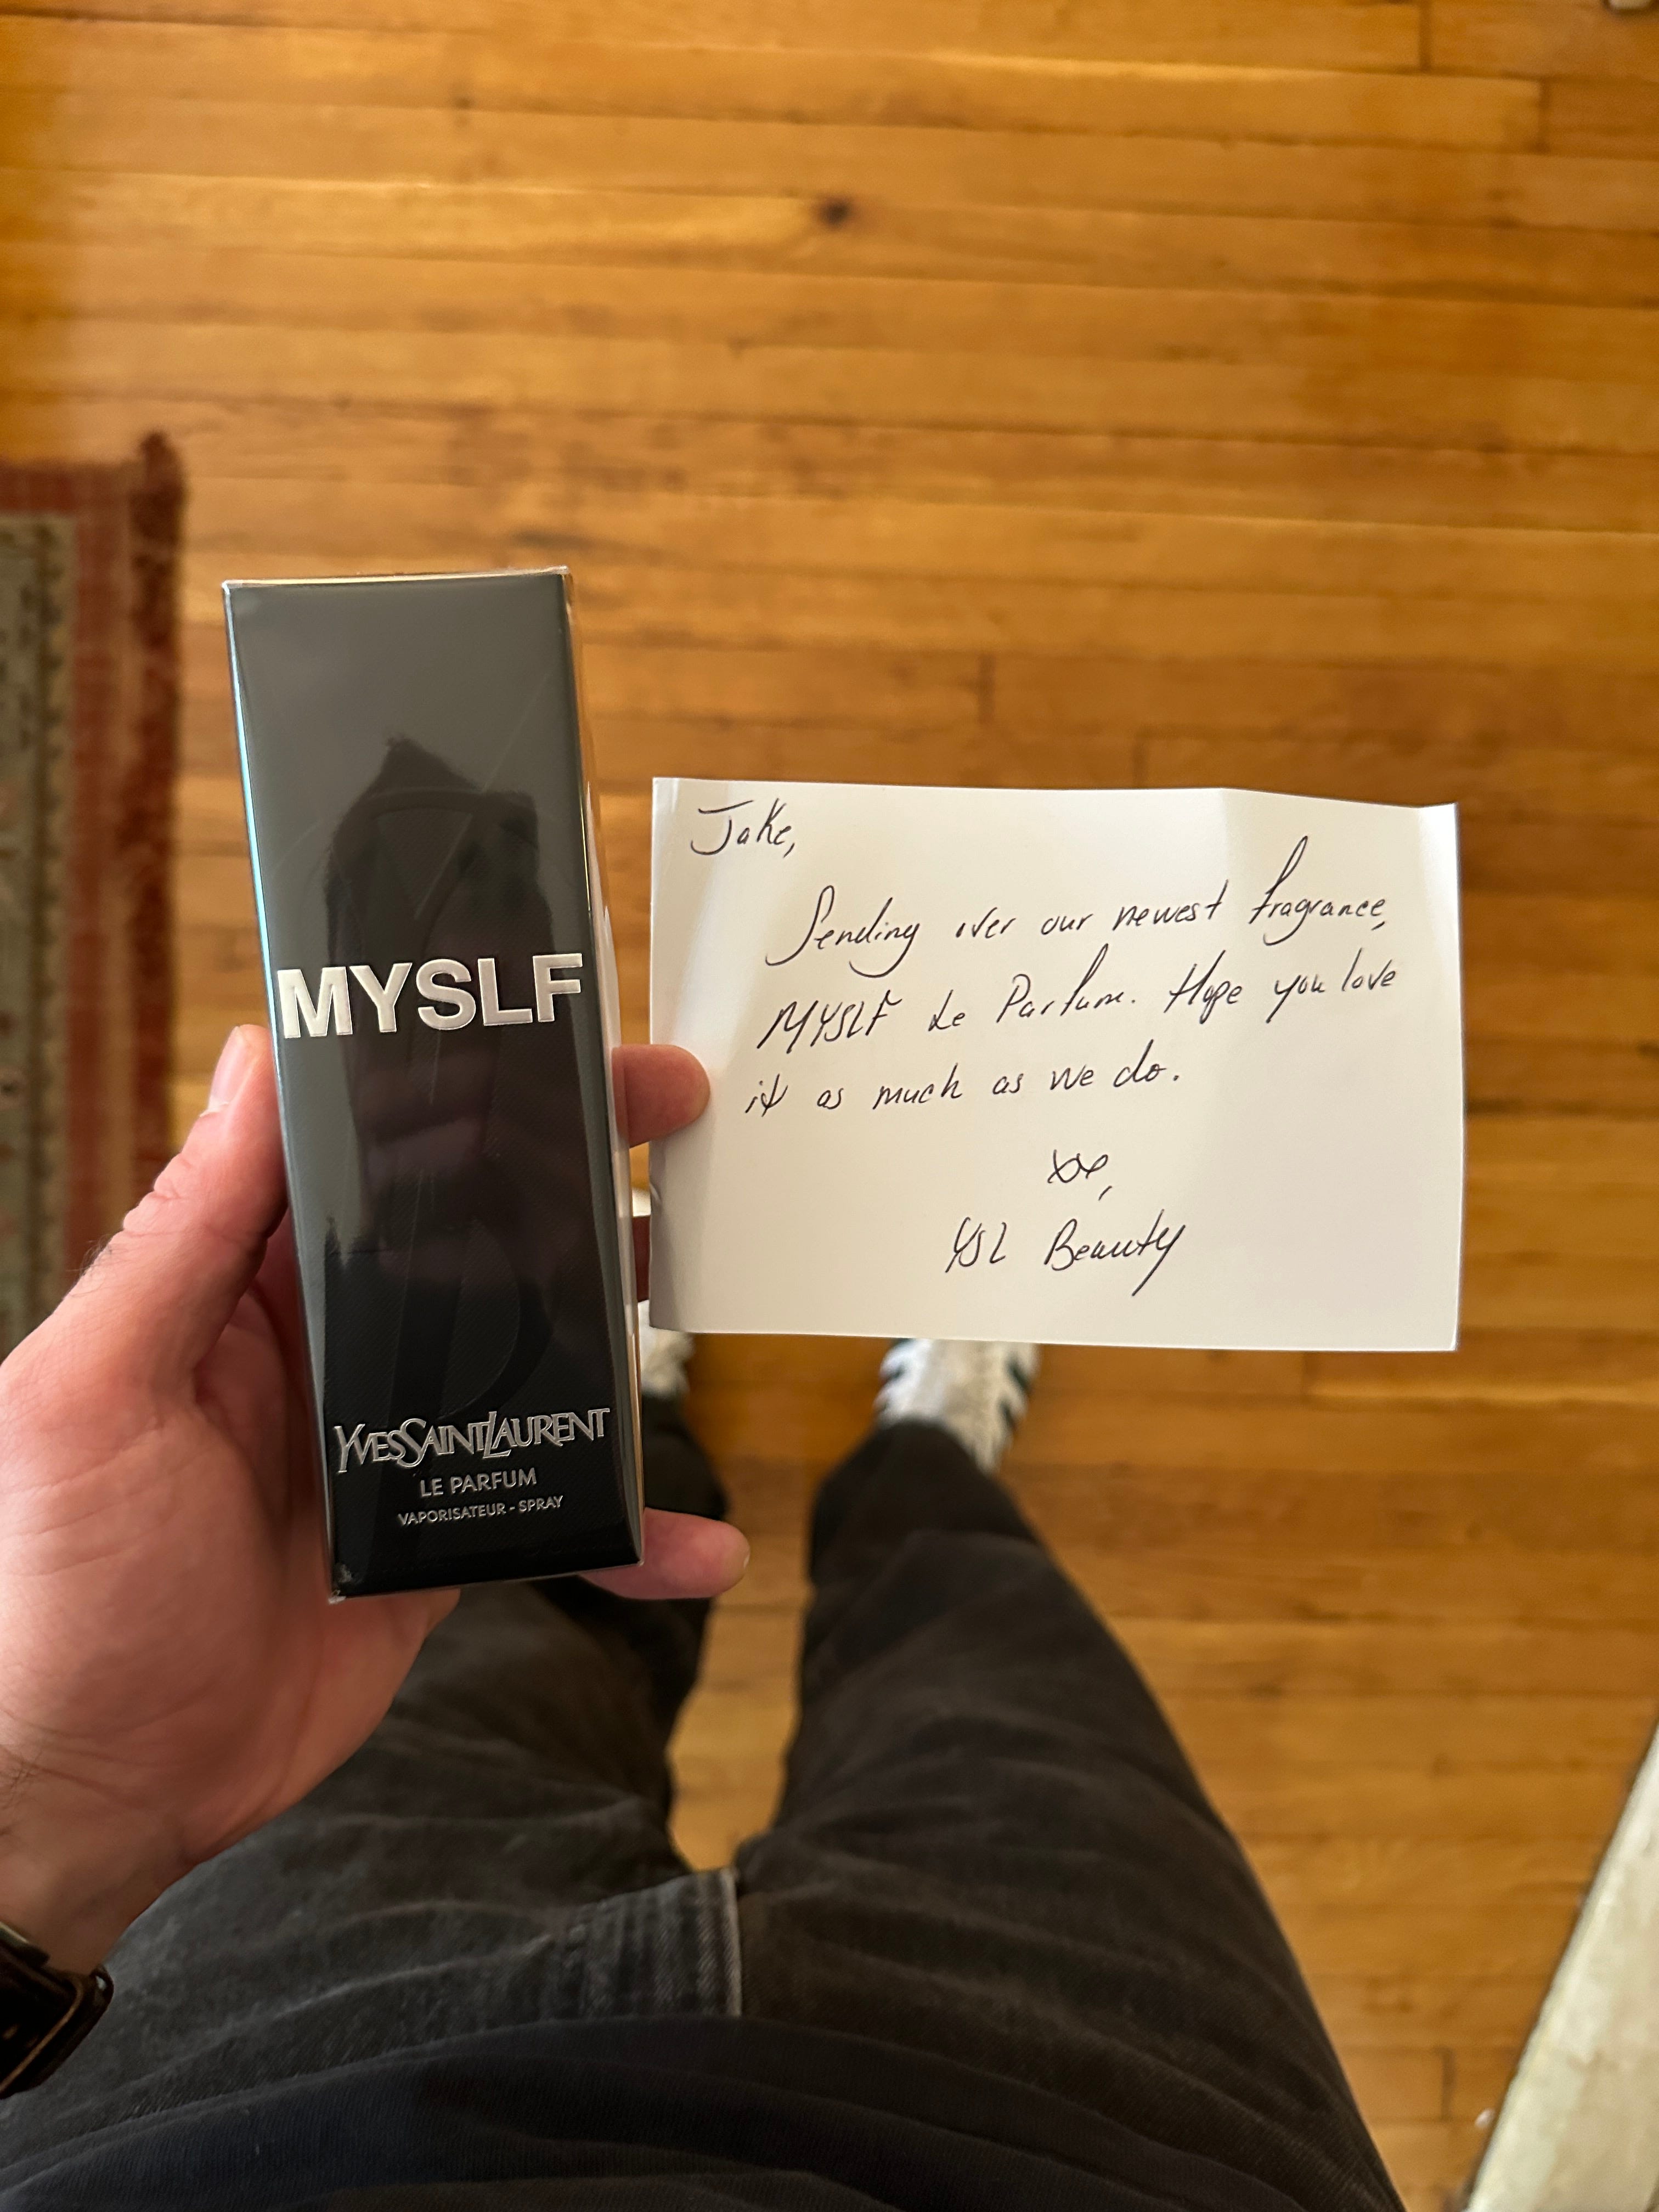 MYSLF
YVESSAINTLAURENT
LE PARFUM
VAPORISATEUR - SPRAY
Jake,
Sending over our newest fragrance,
MYSLF Le Parfum. Hope you love
it as much as we do.
xo,
YSL Beauty